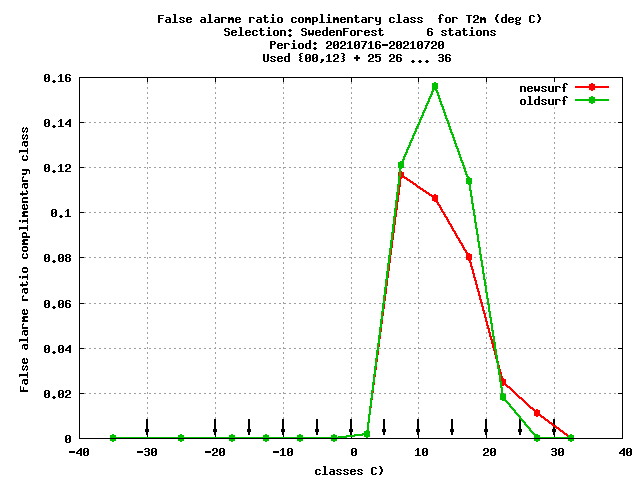 False alarme ratio complimentary class  for T2m (deg C)
Selection: SwedenForest      6 stations
Period: 20210716-20210720
Used {00,12} + 25 26 ... 36
newsurf
oldsurf
False alarme ratio complimentary class
0.16
0.14
0.12
0.1
0.08
0.06
0.04
0.02
0
-40 -30 -20 -10 0 10 20 30 40
classes C)